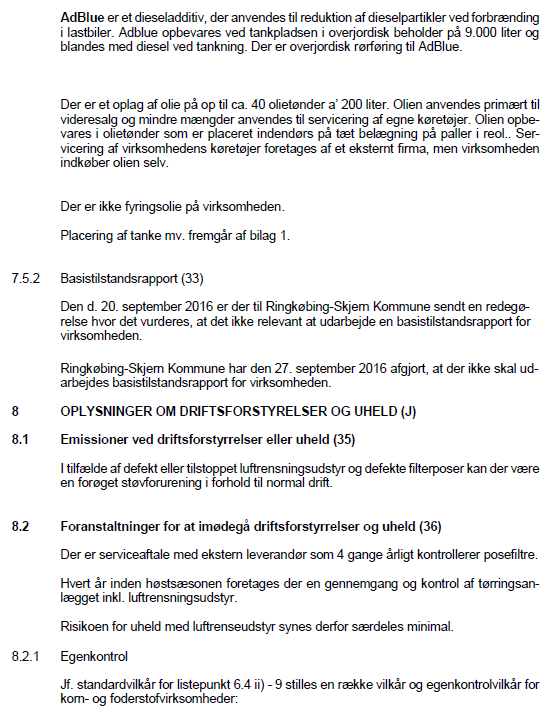 AdBlue er et dieseladditiv, der anvendes til reduktion af dieselpartikler ved forbrænding
i lastbiler. Adblue opbevares ved tankpladsen i overjordisk beholder på 9.000 liter og
blandes med diesel ved tankning. Der er overjordisk rørføring til AdBlue.
Der er et oplag af olie på op til ca. 40 olietønder a’ 200 liter. Olien anvendes primært til
videresalg og mindre mængder anvendes til servicering af egne køretøjer. Olien opbe-
vares i olietønder som er placeret indendørs på tæt belægning på paller i reol.. Ser-
vicering af virksomhedens køretøjer foretages af et eksternt firma, men virksomheden
indkøber olien selv.
Der er ikke fyringsolie på virksomheden.
Placering af tanke mv. fremgår af bilag 1.
7.5.2 Basistilstandsrapport (33)
Den d. 20. september 2016 er der til Ringkøbing-Skjern Kommune sendt en redegø-
relse hvor det vurderes, at det ikke relevant at udarbejde en basistilstandsrapport for
virksomheden.
Ringkøbing-Skjern Kommune har den 27. september 2016 afgjort, at der ikke skal ud-
arbejdes basistilstandsrapport for virksomheden.
8 OPLYSNINGER OM DRIFTSFORSTYRELSER OG UHELD (J)
8.1 Emissioner ved driftsforstyrrelser eller uheld (35)
I tilfælde af defekt eller tilstoppet luftrensningsudstyr og defekte filterposer kan der være
en forøget støvforurening i forhold til normal drift.
8.2 Foranstaltninger for at imødegå driftsforstyrrelser og uheld (36)
Der er serviceaftale med ekstern leverandør som 4 gange årligt kontrollerer posefiltre.
Hvert år inden høstsæsonen foretages der en gennemgang og kontrol af tørringsan-
lægget inkl. luftrensningsudstyr.
Risikoen for uheld med luftrenseudstyr synes derfor særdeles minimal.
8.2.1 Egenkontrol
Jf. standardvilkår for listepunkt 6.4 ii) - 9 stilles en række vilkår og egenkontrolvilkår for
korn- og foderstofvirksomheder: